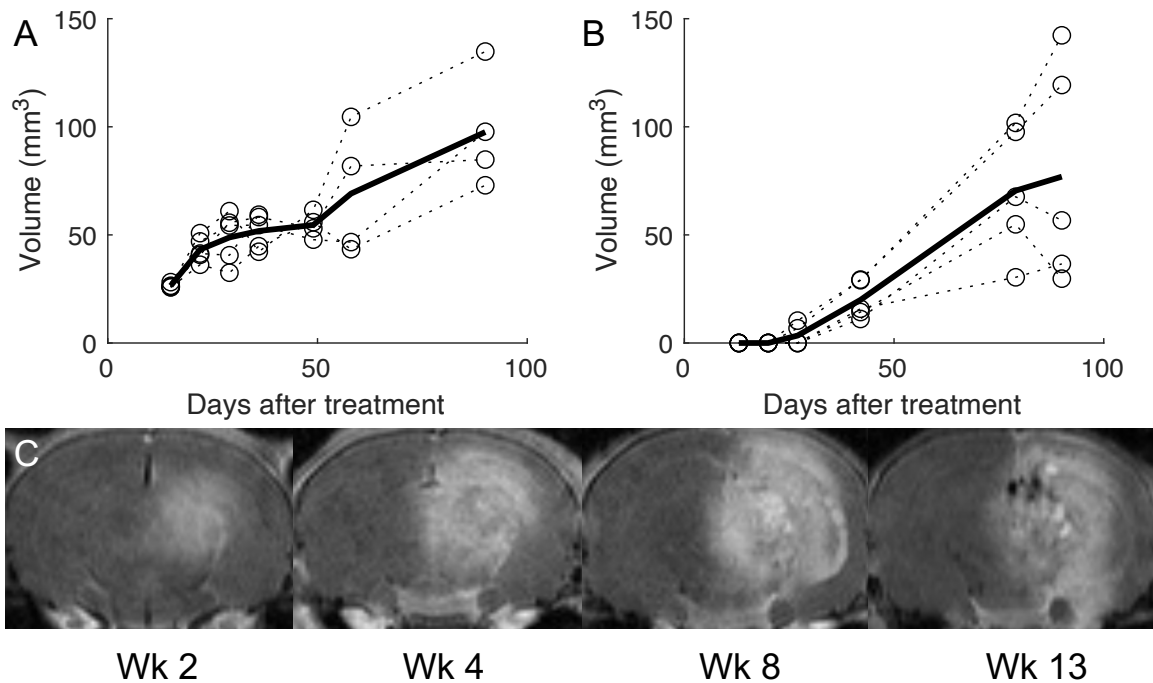 A
150
100
50
0
Volume (mm3)
0
50
100
Days after treatment
B
150
100
50
0
Volume (mm3)
0
50
100
Days after treatment
C
Wk 2
Wk 4
Wk 8
Wk 13